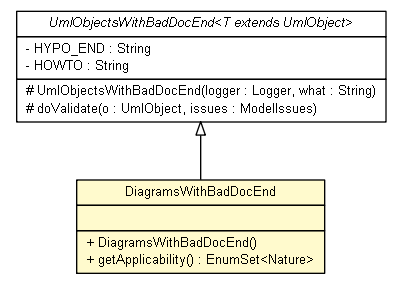 UmlObjectsWithBadDocEnd<T extends UmlObject>
- HYPO_END : String
- HOWTO : String
# UmlObjectsWithBadDocEnd(logger : Logger, what : String)
# doValidate(o : UmlObject, issues : ModelIssues)
DiagramsWithBadDocEnd
+ DiagramsWithBadDocEnd()
+ getApplicability() : EnumSet<Nature>